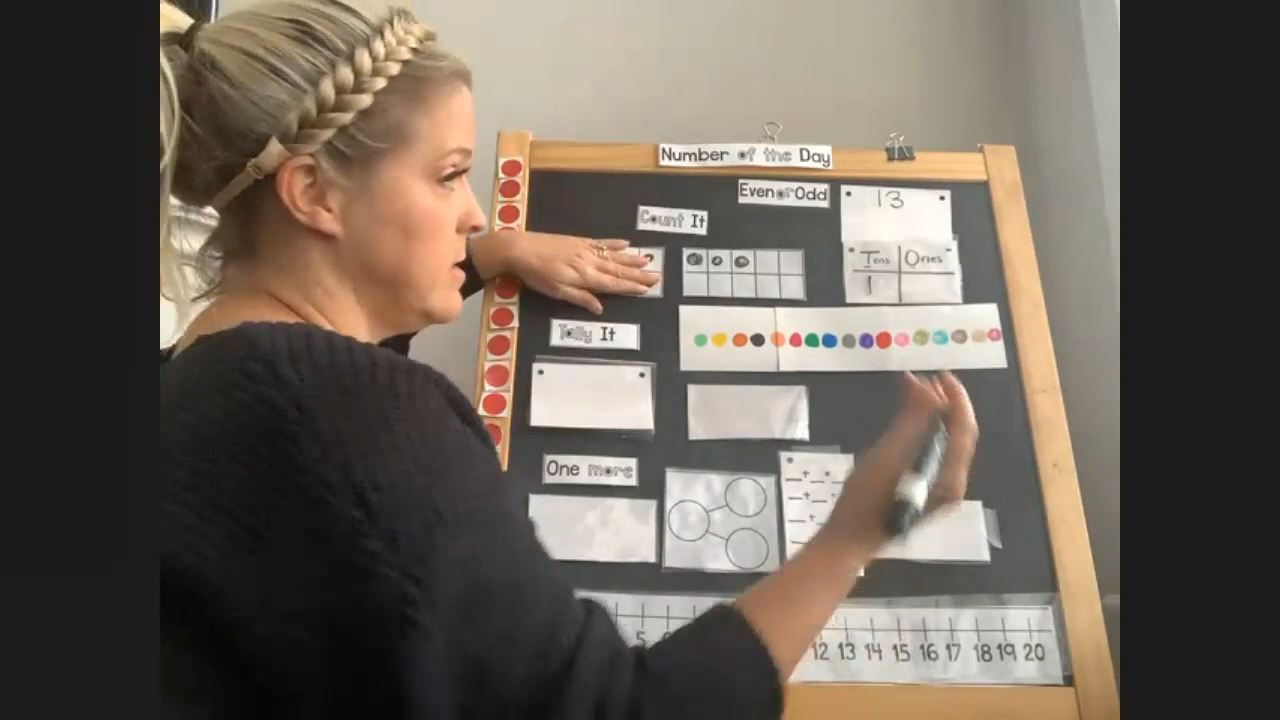 Number of the Day
Even or Odd
13
Count It
Tens Ones
1
Tally It
One more
+
+
+
5
12 13 14 15 16 17 18 19 20